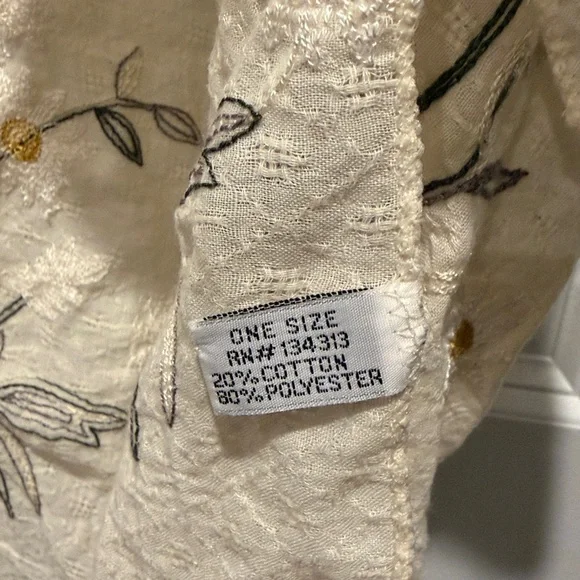 ONE SIZE
RN# 134313
20% COTTON
80% POLYESTER